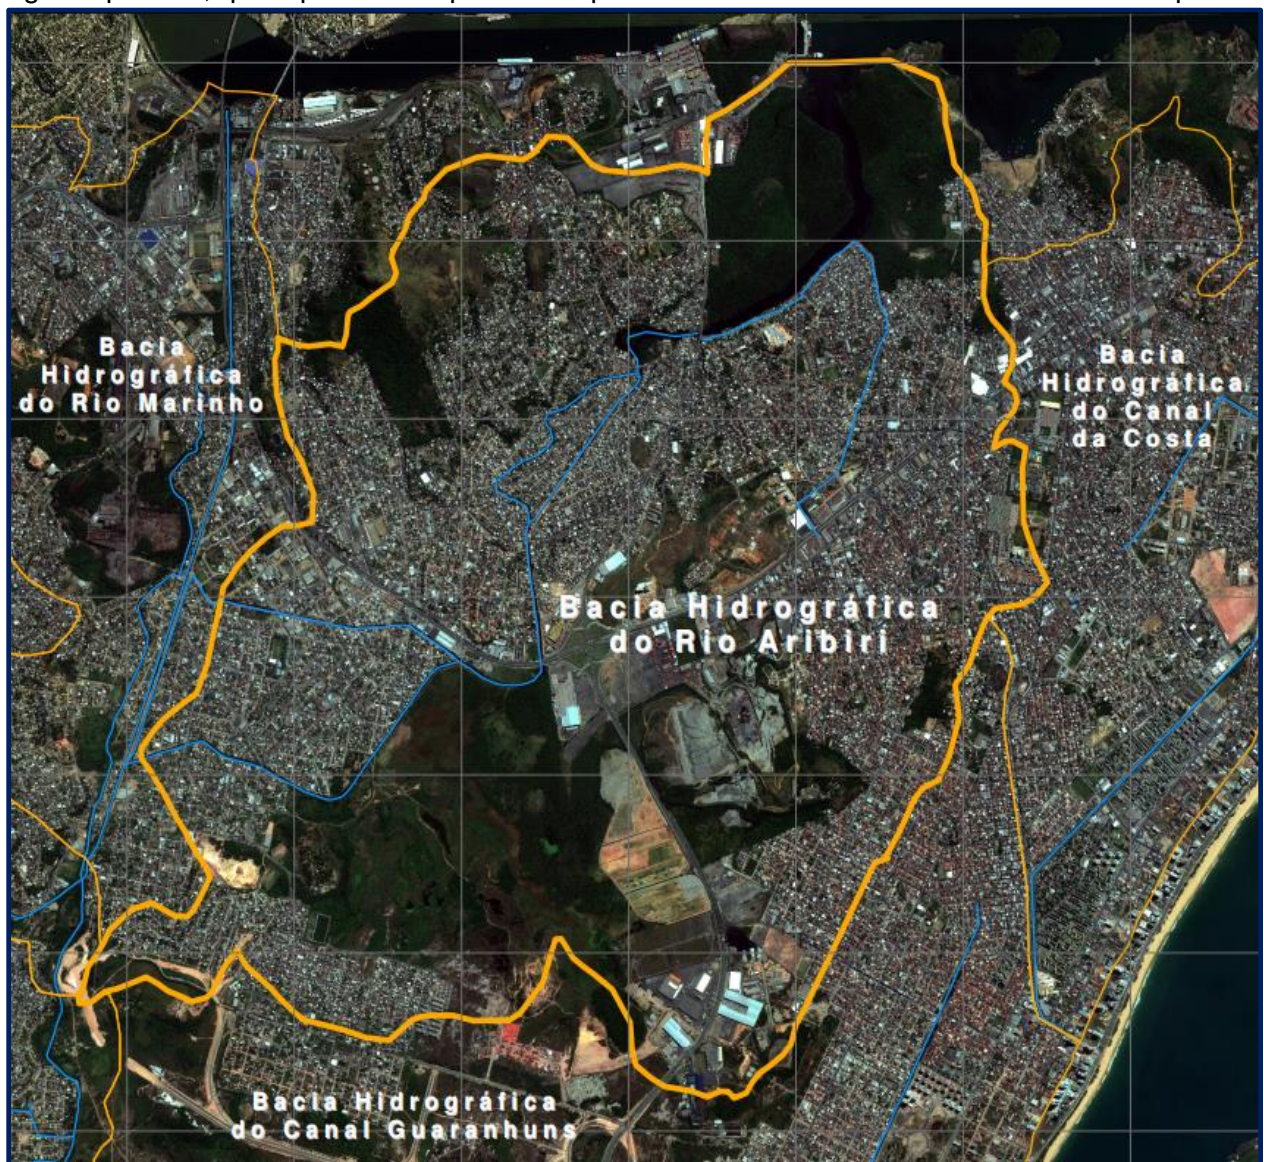 Bacia
Hidrográfica
do Rio Marinho
Bacia
Hidrográfica
do Canal
da Costa
Bacia Hidrográfica
do Rio Aribiri
Bacia Hidrográfica
do Canal Guaranhuns